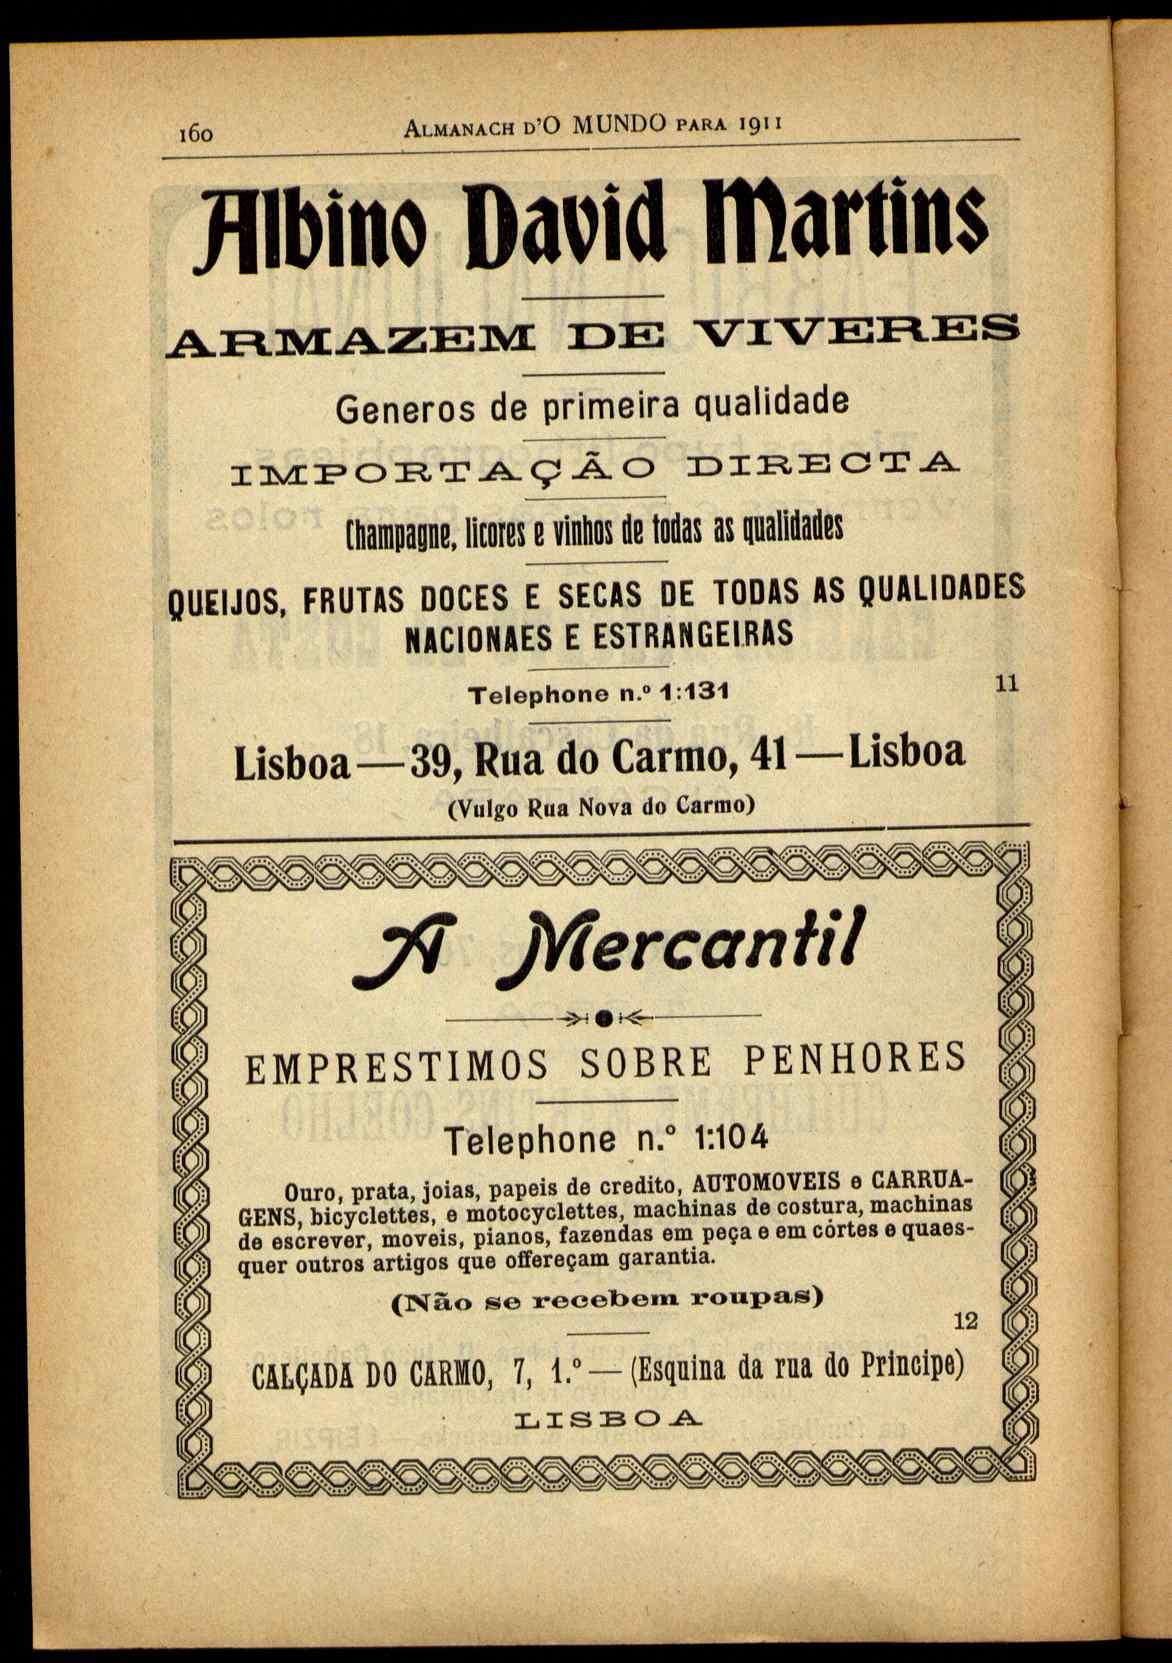 160
ALMANACH D'O MUNDO PARA 1911
Albino David Martins
ARMAZEM DE VIVERES
Generos de primeira qualidade
IMPORTAÇÃO DIRECTA
Champagne, licores e vinhos de todas as qualidades
QUEIJOS, FRUTAS DOCES E SECAS DE TODAS AS QUALIDADES
NACIONAES E ESTRANGEIRAS
Telephone n.º 1:131
11
Lisboa—39, Rua do Carmo, 41—Lisboa
(Vulgo Rua Nova do Carmo)
A Mercantil
EMPRESTIMOS SOBRE PENHORES
Telephone n.º 1:104
Ouro, prata, joias, papeis de credito, AUTOMOVEIS e CARRUA-
GENS, bicyclettes, e motocyclettes, machinas de costura, machinas
de escrever, moveis, pianos, fazendas em peça e em córtes e quaes-
quer outros artigos que offereçam garantia.
(Não se recebem roupas)
12
CALÇADA DO CARMO, 7, 1.º — (Esquina da rua do Principe)
LISBOA